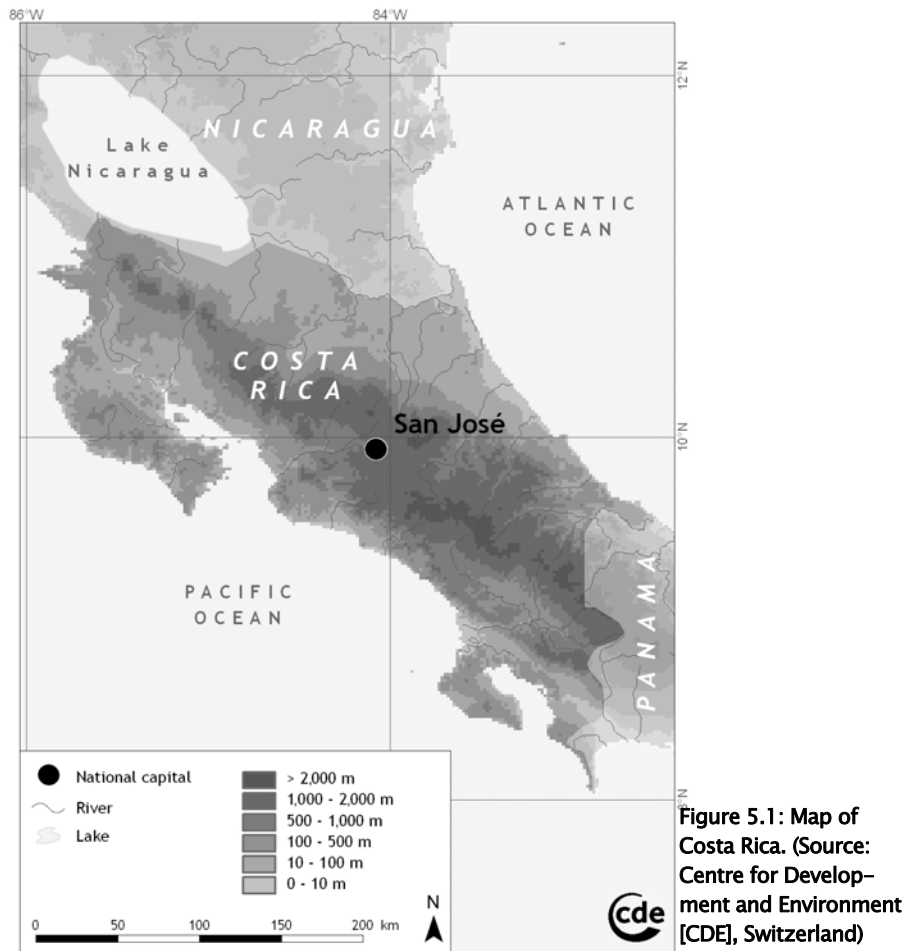 86°W
84°W
12°N
NICARAGUA
Lake
Nicaragua
ATLANTIC
OCEAN
COSTA
RICA
San José
10°N
PACIFIC
OCEAN
PANAMA
8°N
National capital
River
Lake
> 2,000 m
1,000 - 2,000 m
500 - 1,000 m
100 - 500 m
10 - 100 m
0 - 10 m
0 50 100 150 200 km
N
cde
Figure 5.1: Map of
Costa Rica. (Source:
Centre for Develop-
ment and Environment
[CDE], Switzerland)